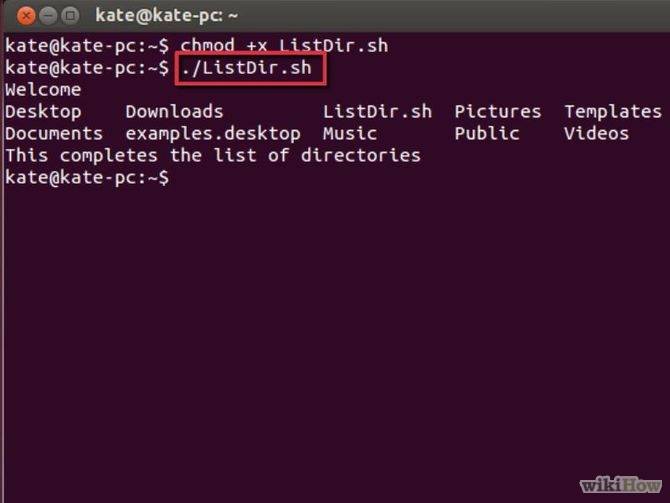 kate@kate-pc: ~
kate@kate-pc:~$ chmod +x ListDir.sh
kate@kate-pc:~$ ./ListDir.sh
Welcome
Desktop    Downloads         ListDir.sh  Pictures  Templates
Documents  examples.desktop  Music       Public    Videos
This completes the list of directories
kate@kate-pc:~$
wikiHow